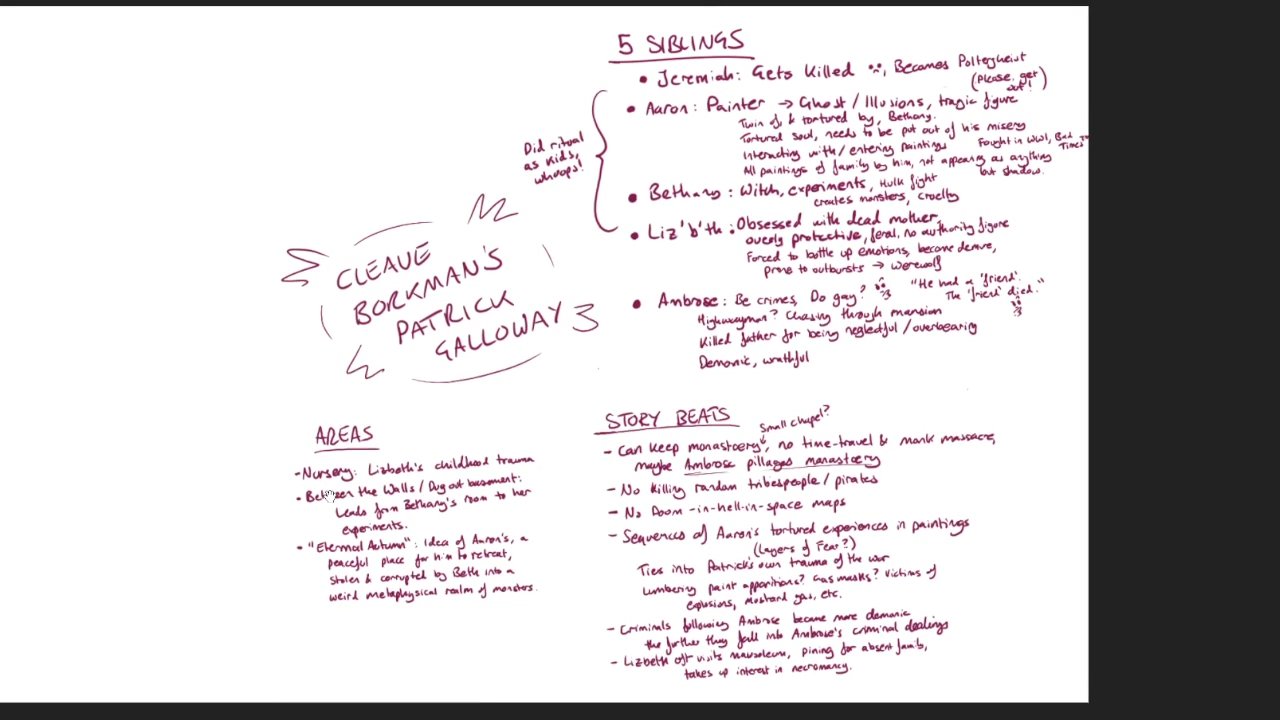 5 SIBLINGS
• Jeremiah: Gets Killed :(, Becomes Poltergheist
(please. get out!)
• Aaron: Painter → Ghost / Illusions, tragic figure
Twin of, & tortured by, Bethany.
Tortured soul, needs to be put out of his misery
Interacting with / entering paintings
Fought in WWI, Bad Times
All paintings of family by him, not appearing as anything but shadow.
Did ritual
as kids,
whoops!
• Bethany: Witch, experiments, Hulk fight
creates monsters, cruelty
• Liz'b'th: Obsessed with dead mother,
overly protective, feral, no authority figure
Forced to bottle up emotions, become demure,
prone to outbursts → werewolf
• Ambrose: Be crimes, Do gay?
"He had a 'friend'.
The 'friend' died."
Highwayman? Chasing through mansion
Killed father for being neglectful / overbearing
Demonic, wrathful
CLEAVE
BORKMAN'S
PATRICK
GALLOWAY
AREAS
- Nursery: Lizbeth's childhood trauma
- Between the Walls / Dug out basement:
Leads from Bethany's room to her
experiments.
• "Eternal Autumn": Idea of Aaron's, a
peaceful place for him to retreat,
stolen & corrupted by Beth into a
weird metaphysical realm of monsters.
STORY BEATS
Small chapel?
- Can keep monastery, no time-travel & monk massacre,
maybe Ambrose pillages monastery
- No killing random tribespeople / pirates
- No Doom-in-hell-in-space maps
- Sequences of Aaron's tortured experiences in paintings
(Layers of Fear?)
Ties into Patrick's own trauma of the war
Lumbering paint apparitions? Gas masks? Victims of
explosions, mustard gas, etc.
- Criminals following Ambrose become more demonic
the further they fall into Ambrose's criminal dealings
- Lizbeth oft visits mausoleum, pining for absent family,
takes up interest in necromancy.